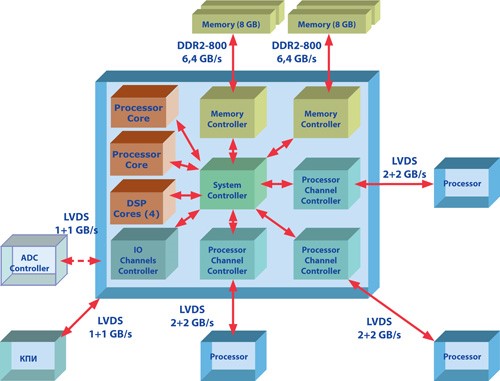 Memory (8 GB)
Memory (8 GB)
DDR2-800
6,4 GB/s
DDR2-800
6,4 GB/s
Processor
Core
Memory
Controller
Memory
Controller
Processor
Core
System
Controller
Processor
Channel
Controller
LVDS
2+2 GB/s
Processor
DSP
Cores (4)
LVDS
1+1 GB/s
ADC
Controller
IO
Channels
Controller
Processor
Channel
Controller
Processor
Channel
Controller
LVDS
1+1 GB/s
LVDS
2+2 GB/s
LVDS
2+2 GB/s
КПИ
Processor
Processor